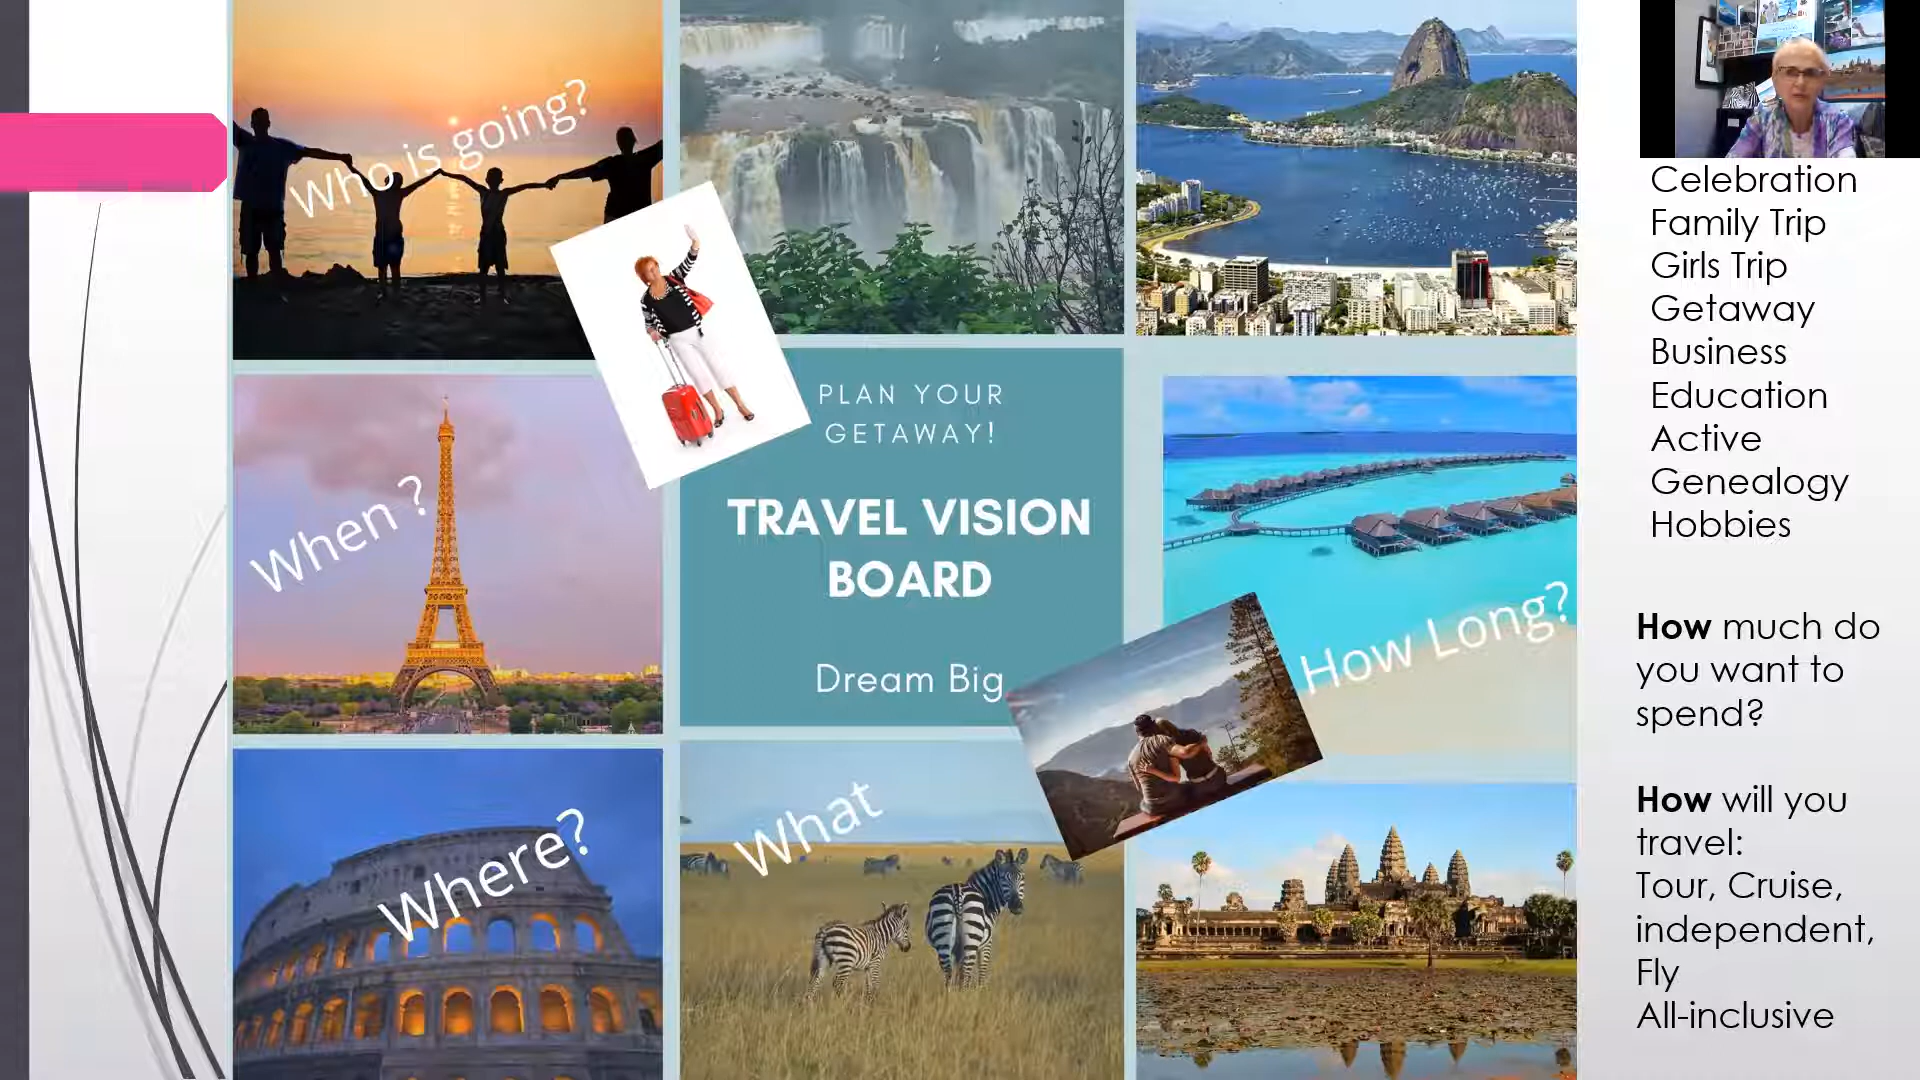 Who is going?
PLAN YOUR
GETAWAY!
TRAVEL VISION
BOARD
Dream Big
When ?
How Long?
Where?
What
Celebration
Family Trip
Girls Trip
Getaway
Business
Education
Active
Genealogy
Hobbies
How much do
you want to
spend?
How will you
travel:
Tour, Cruise,
independent,
Fly
All-inclusive